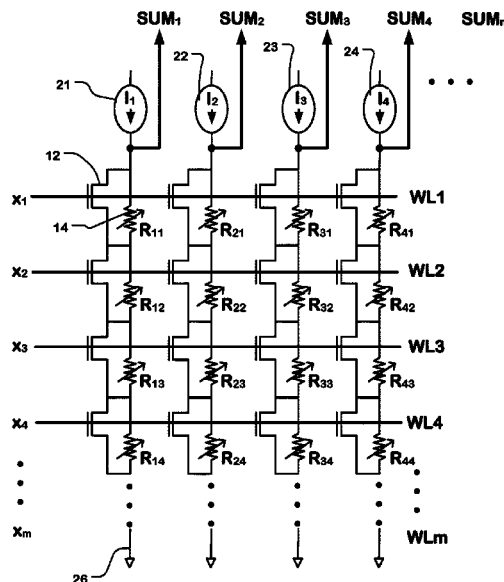 SUM₁ SUM₂ SUM₃ SUM₄ SUMₙ
21 22 23 24
I₁ I₂ I₃ I₄
12
X₁ WL1
14 R₁₁ R₂₁ R₃₁ R₄₁
X₂ WL2
R₁₂ R₂₂ R₃₂ R₄₂
X₃ WL3
R₁₃ R₂₃ R₃₃ R₄₃
X₄ WL4
R₁₄ R₂₄ R₃₄ R₄₄
Xₘ WLm
26